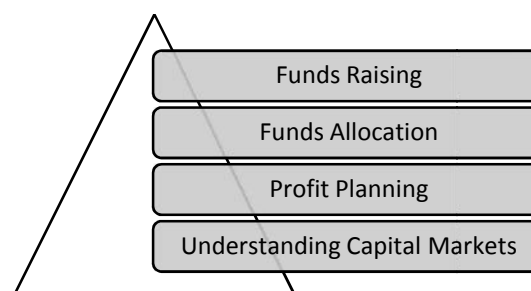 Funds Raising
Funds Allocation
Profit Planning
Understanding Capital Markets